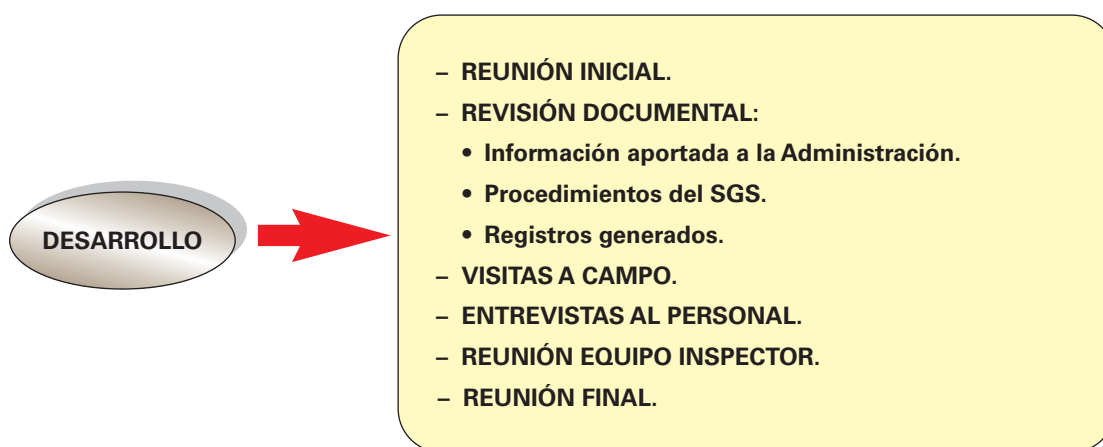 DESARROLLO
– REUNIÓN INICIAL.
– REVISIÓN DOCUMENTAL:
• Información aportada a la Administración.
• Procedimientos del SGS.
• Registros generados.
– VISITAS A CAMPO.
– ENTREVISTAS AL PERSONAL.
– REUNIÓN EQUIPO INSPECTOR.
– REUNIÓN FINAL.